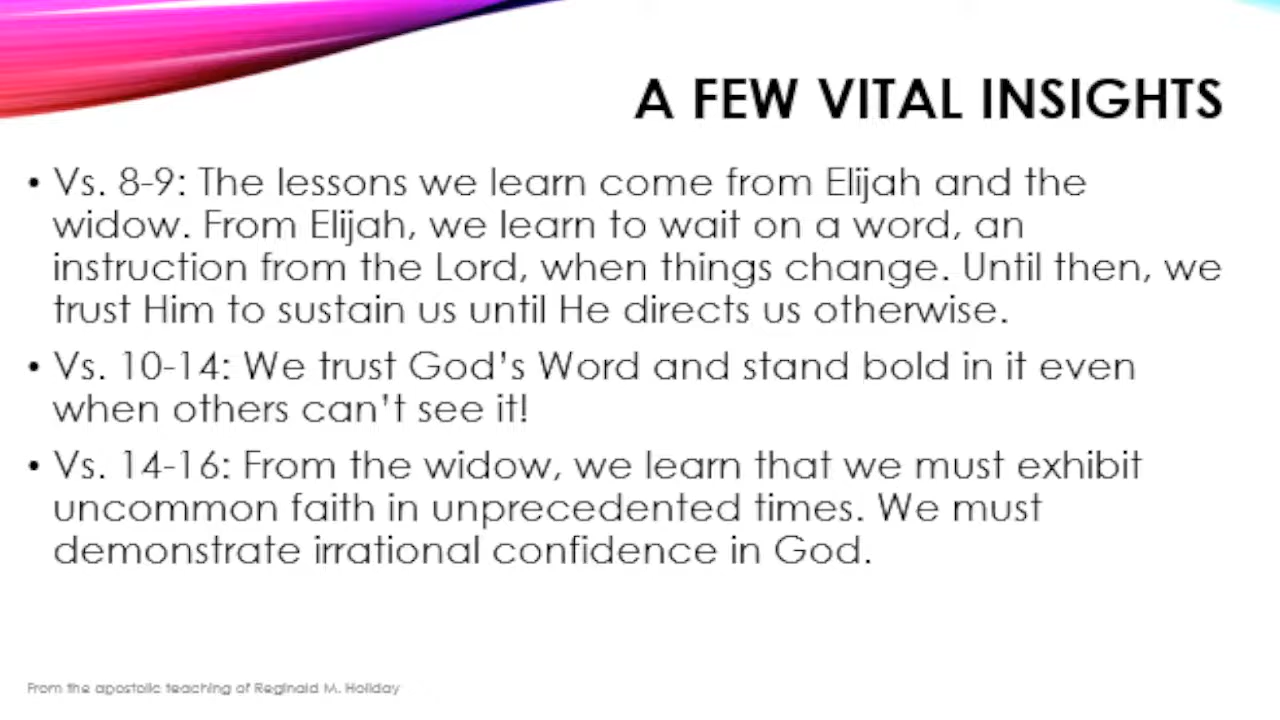 A FEW VITAL INSIGHTS
• Vs. 8-9: The lessons we learn come from Elijah and the
widow. From Elijah, we learn to wait on a word, an
instruction from the Lord, when things change. Until then, we
trust Him to sustain us until He directs us otherwise.
• Vs. 10-14: We trust God's Word and stand bold in it even
when others can't see it!
• Vs. 14-16: From the widow, we learn that we must exhibit
uncommon faith in unprecedented times. We must
demonstrate irrational confidence in God.
From the apostolic teaching of Reginald M. Holiday